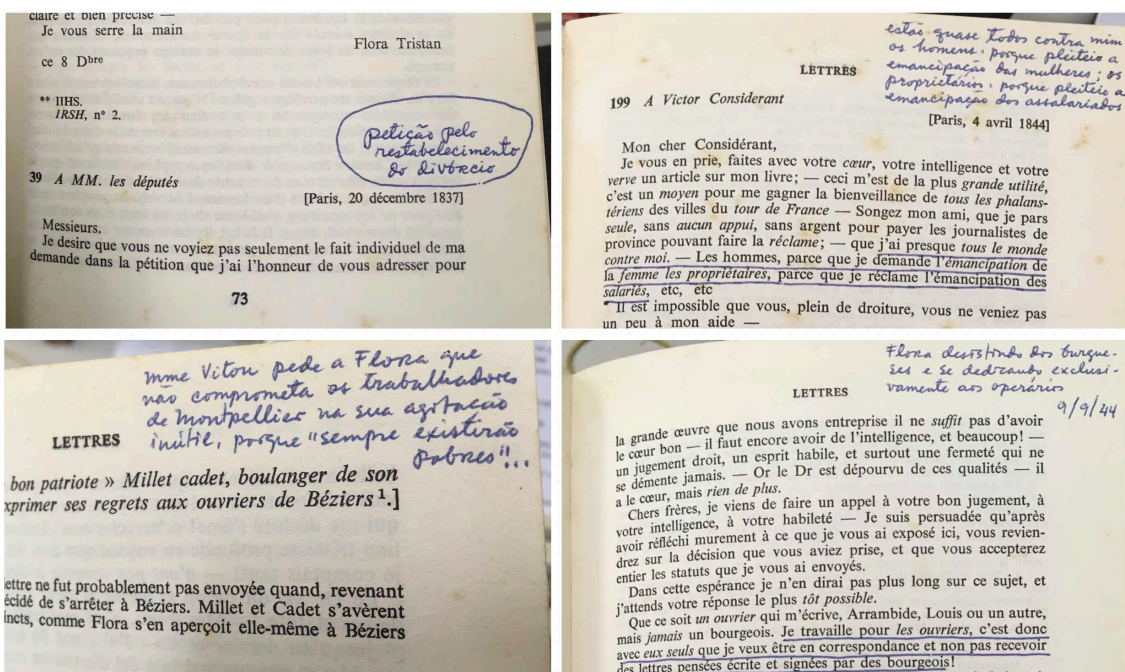 claire et bien précise —
Je vous serre la main
Flora Tristan
ce 8 Dbre
** IIHS.
IRSH, n° 2.
petição pelo
restabelecimento
do divórcio
39 A MM. les députés
[Paris, 20 décembre 1837]
Messieurs.
Je desire que vous ne voyiez pas seulement le fait individuel de ma
demande dans la pétition que j'ai l'honneur de vous adresser pour
73
estão quase todos contra mim
os homens, porque pleiteio a
emancipação das mulheres; os
proprietários, porque pleiteio a
emancipação dos assalariados
LETTRES
199 A Victor Considerant
[Paris, 4 avril 1844]
Mon cher Considérant,
Je vous en prie, faites avec votre cœur, votre intelligence et votre
verve un article sur mon livre; — ceci m'est de la plus grande utilité,
c'est un moyen pour me gagner la bienveillance de tous les phalans-
tériens des villes du tour de France — Songez mon ami, que je pars
seule, sans aucun appui, sans argent pour payer les journalistes de
province pouvant faire la réclame; — que j'ai presque tous le monde
contre moi. — Les hommes, parce que je demande l'émancipation de
la femme les propriétaires, parce que je réclame l'émancipation des
salariés, etc, etc
Il est impossible que vous, plein de droiture, vous ne veniez pas
un peu à mon aide —
Mme Vitou pede a Flora que
não comprometa os trabalhadores
de Montpellier na sua agitação
inútil, porque "sempre existirão
pobres"...
LETTRES
bon patriote » Millet cadet, boulanger de son
xprimer ses regrets aux ouvriers de Béziers 1.]
ettre ne fut probablement pas envoyée quand, revenant
écidé de s'arrêter à Béziers. Millet et Cadet s'avèrent
incts, comme Flora s'en aperçoit elle-même à Béziers
Flora desistindo dos burgue-
ses e se dedicando exclusi-
vamente aos operários
9/9/44
LETTRES
la grande œuvre que nous avons entreprise il ne suffit pas d'avoir
le cœur bon — il faut encore avoir de l'intelligence, et beaucoup! —
un jugement droit, un esprit habile, et surtout une fermeté qui ne
se démente jamais. — Or le Dr est dépourvu de ces qualités — il
a le cœur, mais rien de plus.
Chers frères, je viens de faire un appel à votre bon jugement, à
votre intelligence, à votre habileté — Je suis persuadée qu'après
avoir réfléchi murement à ce que je vous ai exposé ici, vous revien-
drez sur la décision que vous aviez prise, et que vous accepterez
entier les statuts que je vous ai envoyés.
Dans cette espérance je n'en dirai pas plus long sur ce sujet, et
j'attends votre réponse le plus tôt possible.
Que ce soit un ouvrier qui m'écrive, Arrambide, Louis ou un autre,
mais jamais un bourgeois. Je travaille pour les ouvriers, c'est donc
avec eux seuls que je veux être en correspondance et non pas recevoir
des lettres pensées écrite et signées par des bourgeois!